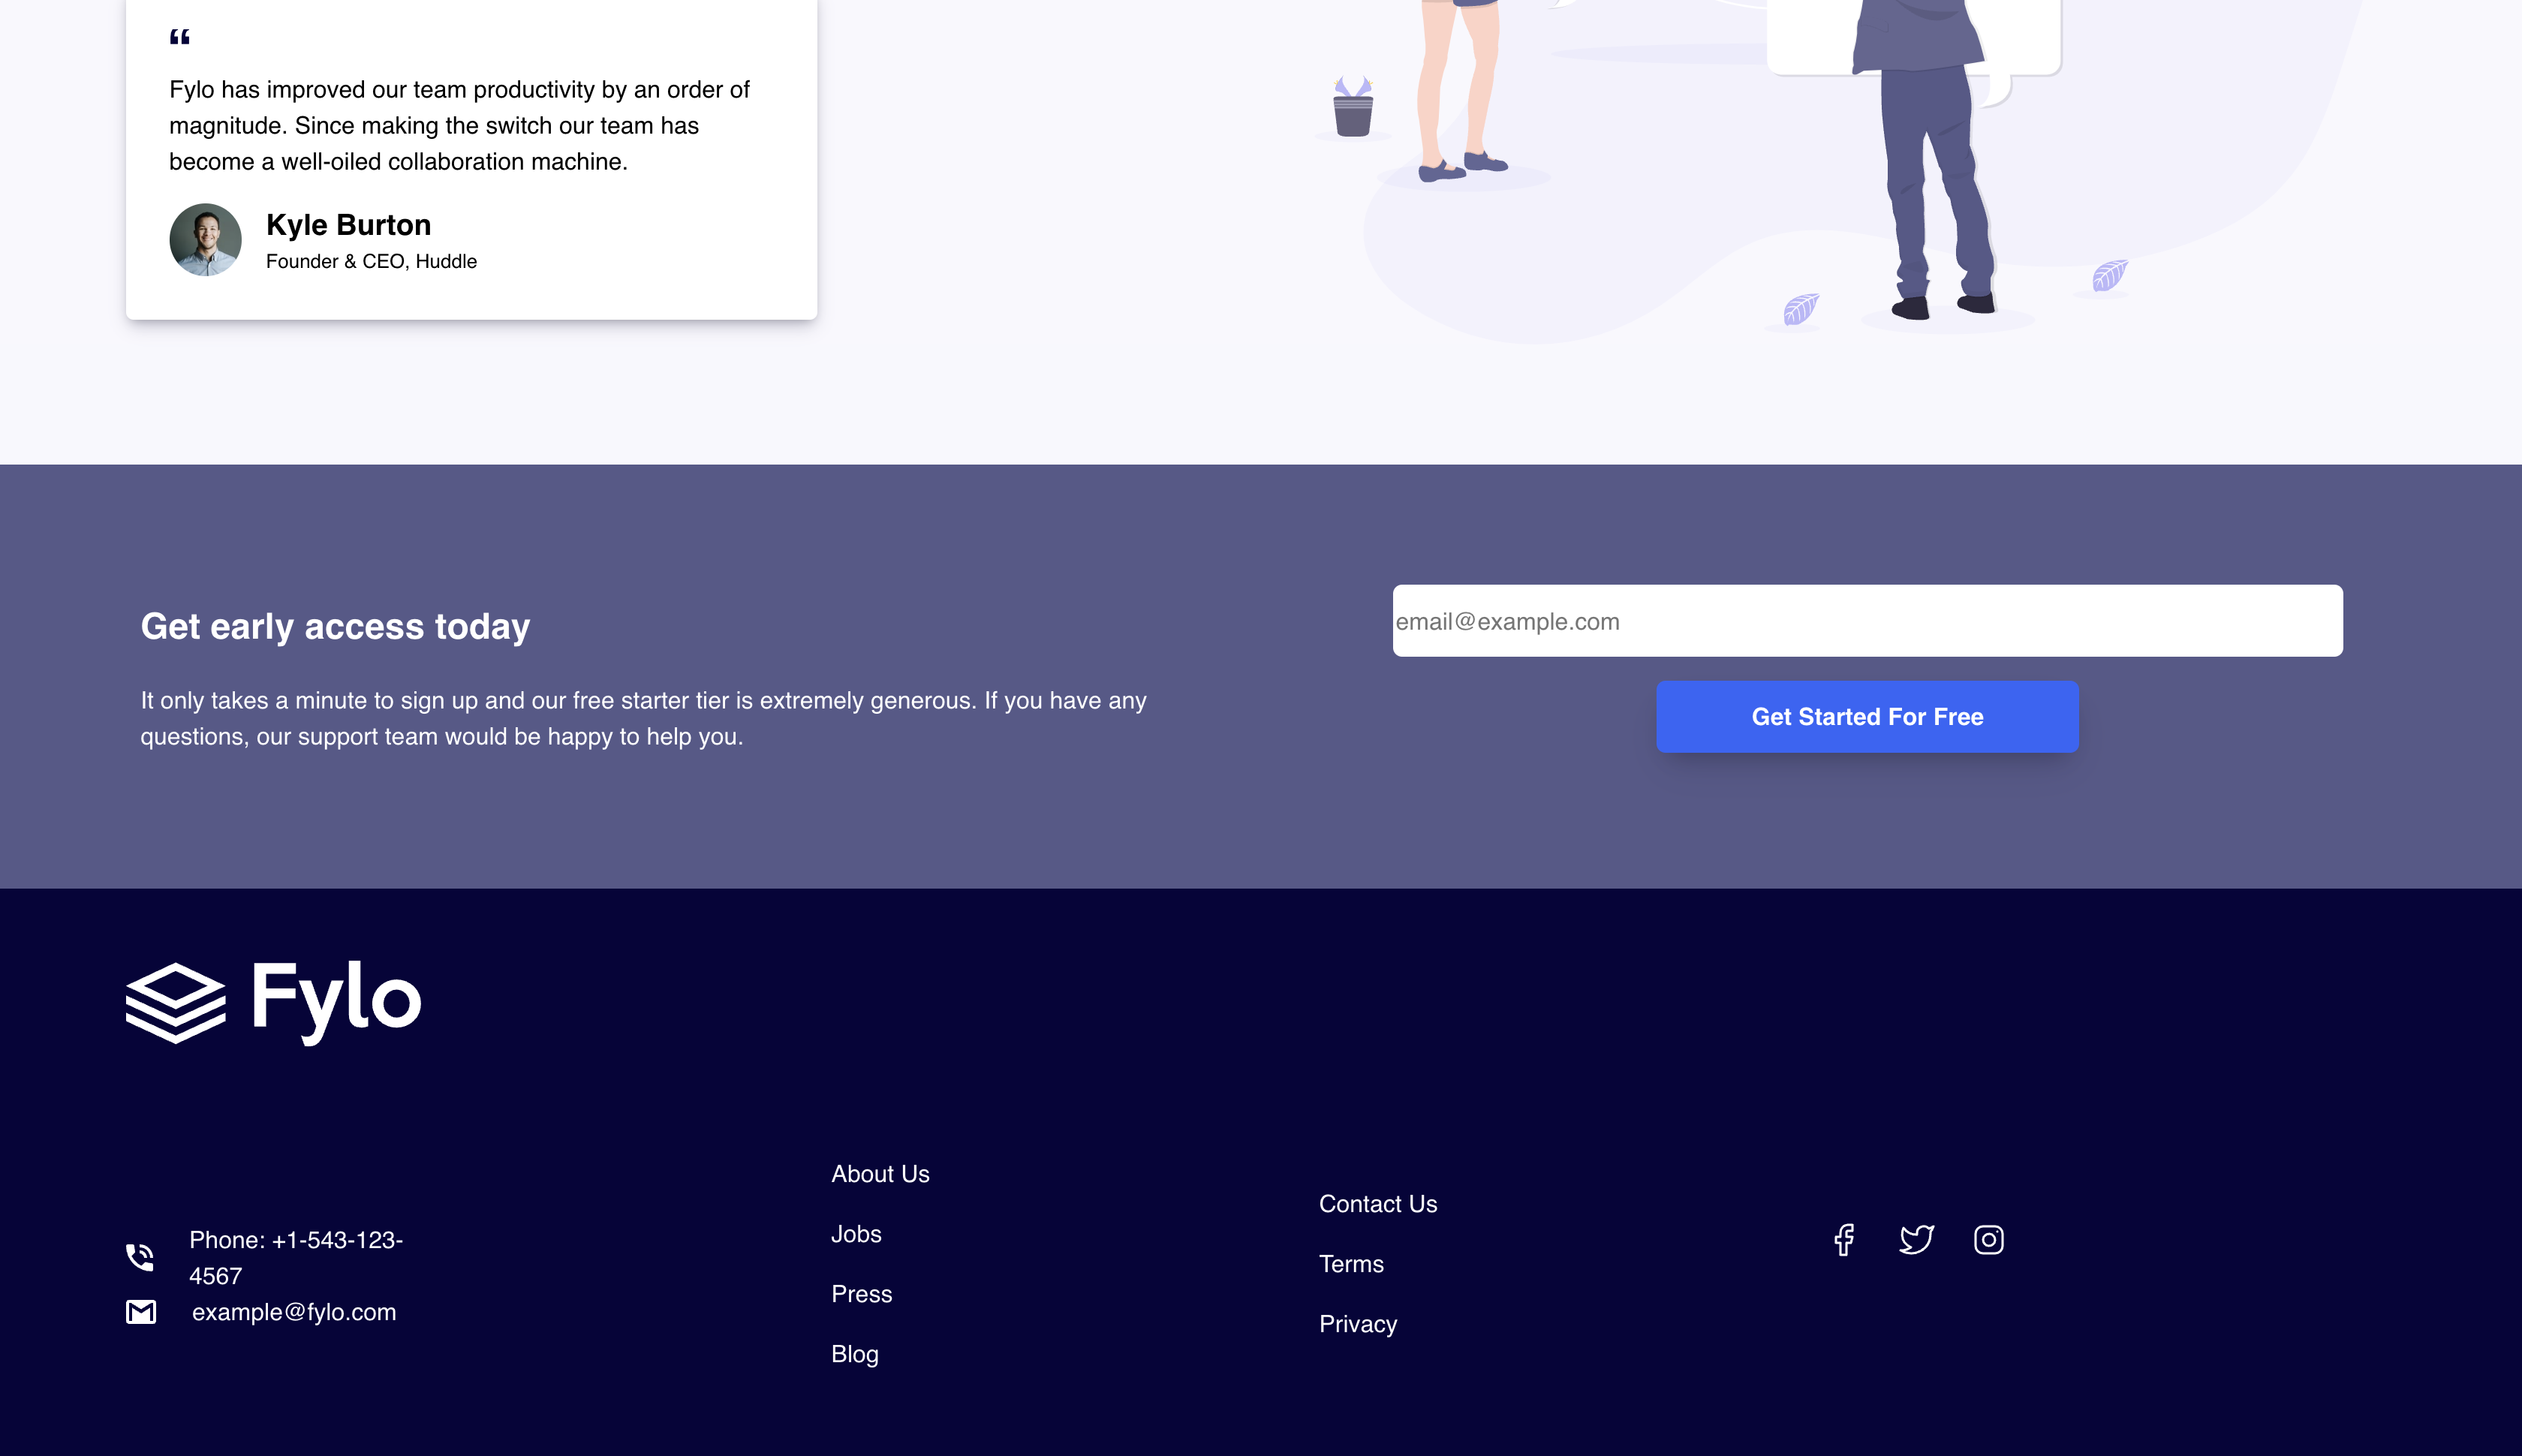 “
Fylo has improved our team productivity by an order of
magnitude. Since making the switch our team has
become a well-oiled collaboration machine.
Kyle Burton
Founder & CEO, Huddle
Get early access today
It only takes a minute to sign up and our free starter tier is extremely generous. If you have any
questions, our support team would be happy to help you.
email@example.com
Get Started For Free
Fylo
Phone: +1-543-123-
4567
example@fylo.com
About Us
Jobs
Press
Blog
Contact Us
Terms
Privacy